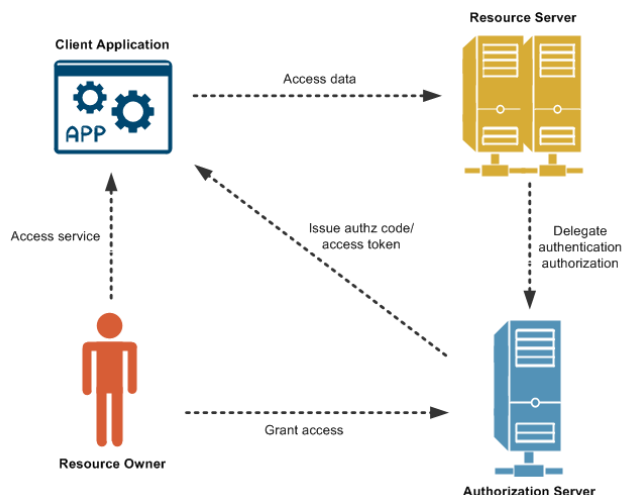 Resource Server
Client Application
Access data
APP
Issue authz code/
access token
Access service
Delegate
authentication
authorization
Grant access
Resource Owner
Authorization Server